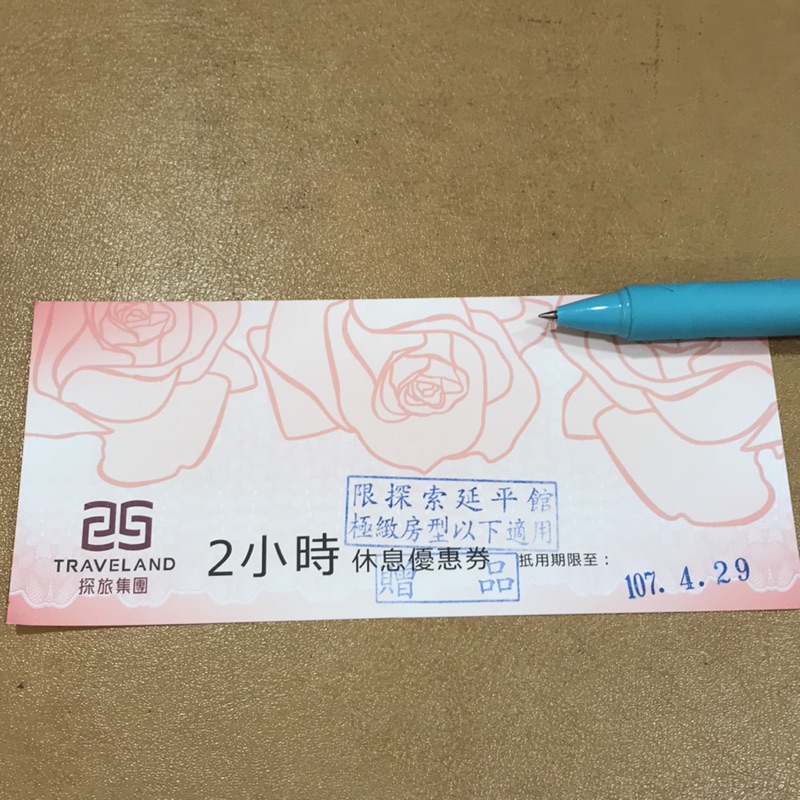 限探索延平館
極緻房型以下適用
TRAVELAND
探旅集團
2小時 休息優惠券 抵用期限至：
107. 4. 29
贈品